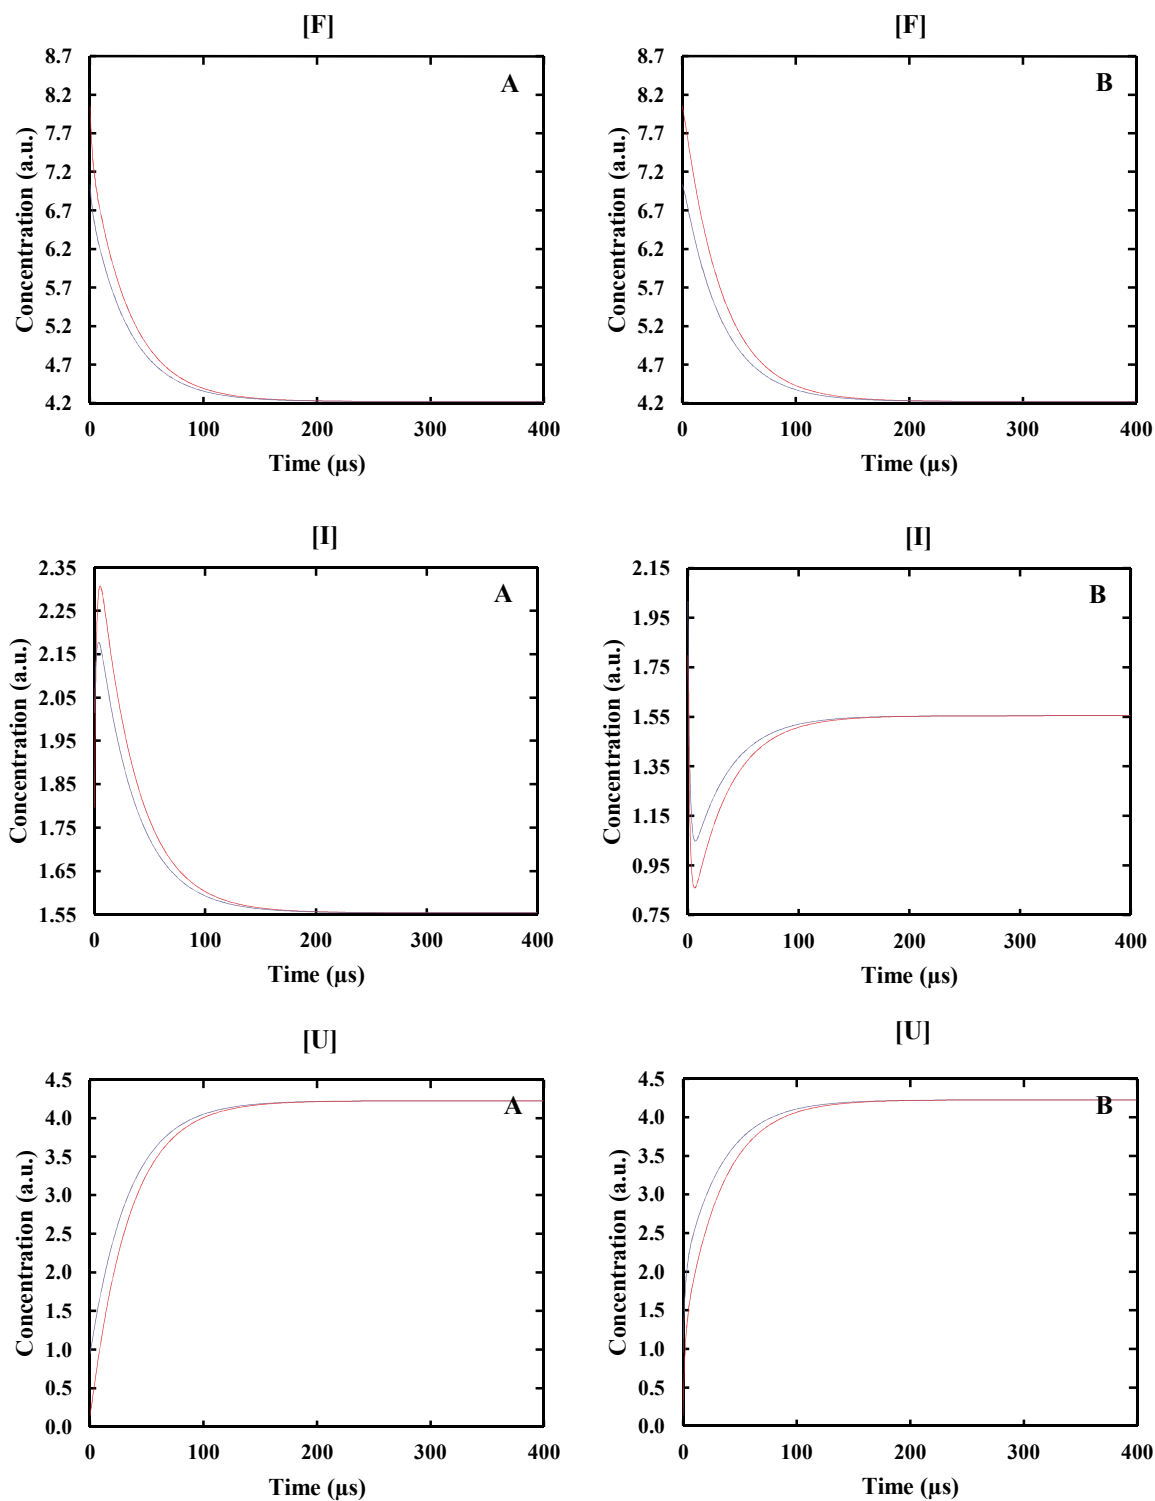 [F]
8.7
8.2
7.7
7.2
6.7
6.2
5.7
5.2
4.7
4.2
A
Concentration (a.u.)
0 100 200 300 400
Time (µs)
[F]
8.7
8.2
7.7
7.2
6.7
6.2
5.7
5.2
4.7
4.2
B
Concentration (a.u.)
0 100 200 300 400
Time (µs)
[I]
2.35
2.25
2.15
2.05
1.95
1.85
1.75
1.65
1.55
A
Concentration (a.u.)
0 100 200 300 400
Time (µs)
[I]
2.15
1.95
1.75
1.55
1.35
1.15
0.95
0.75
B
Concentration (a.u.)
0 100 200 300 400
Time (µs)
[U]
4.5
4.0
3.5
3.0
2.5
2.0
1.5
1.0
0.5
0.0
A
Concentration (a.u.)
0 100 200 300 400
Time (µs)
[U]
4.5
4.0
3.5
3.0
2.5
2.0
1.5
1.0
0.5
0.0
B
Concentration (a.u.)
0 100 200 300 400
Time (µs)